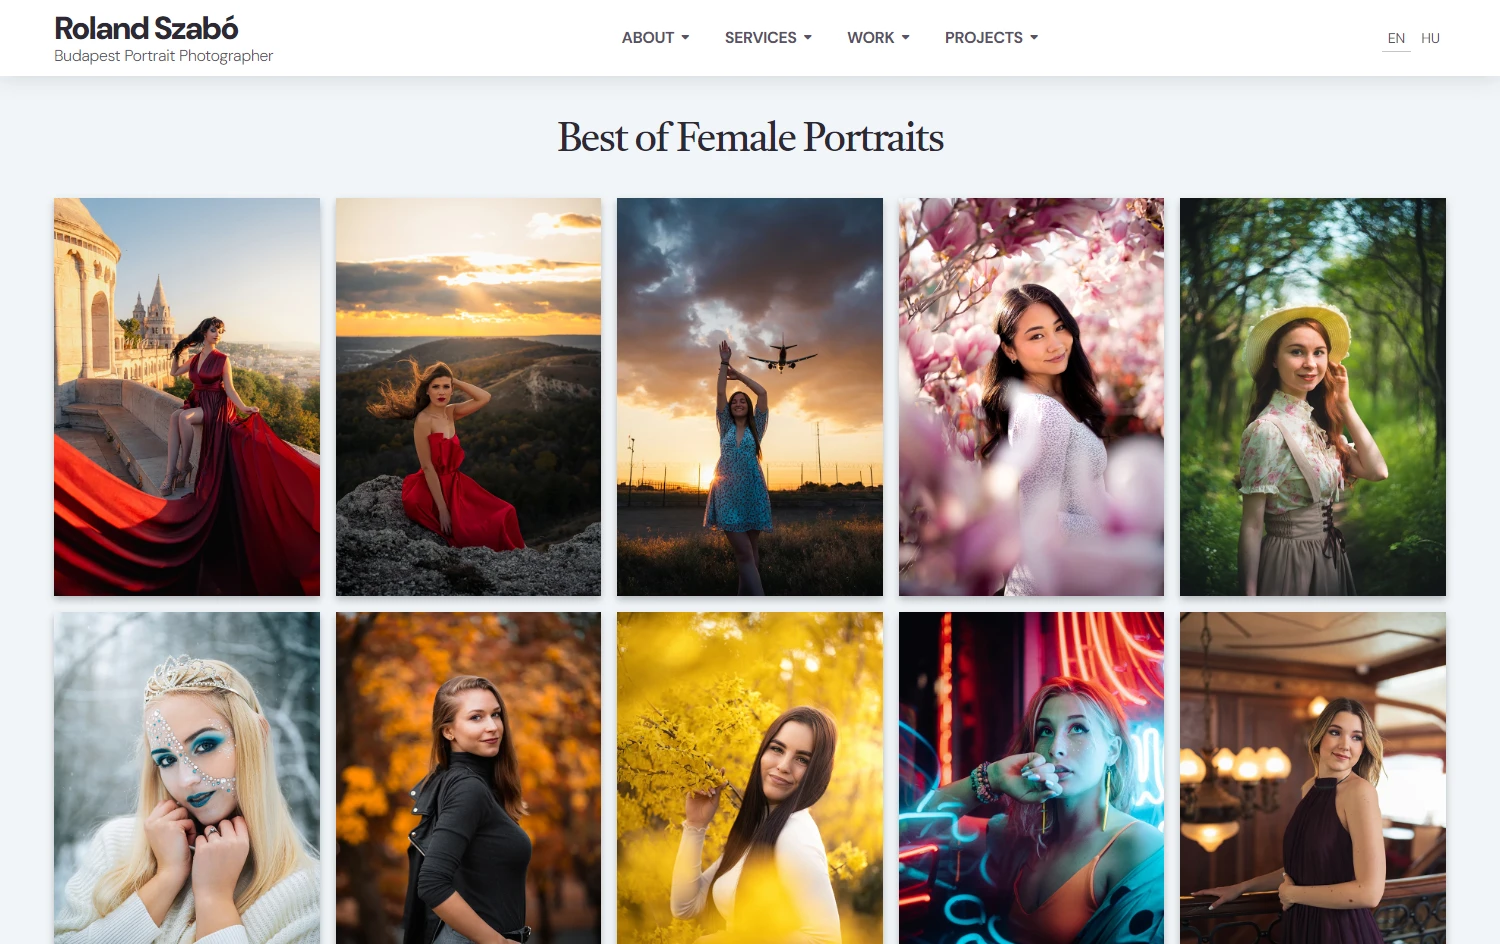 Roland Szabó
Budapest Portrait Photographer
ABOUT
SERVICES
WORK
PROJECTS
EN
HU
Best of Female Portraits